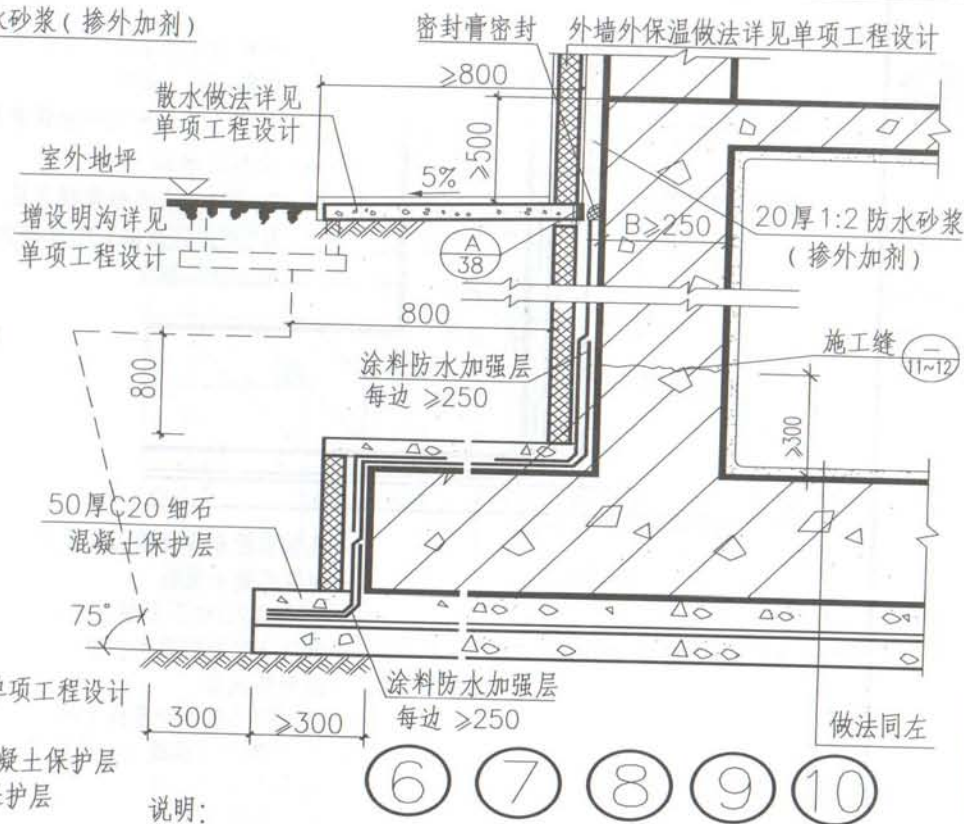 水砂浆(掺外加剂)
密封膏密封
外墙外保温做法详见单项工程设计
≥800
散水做法详见
单项工程设计
≥500
室外地坪
5%
增设明沟详见
单项工程设计
A
38
B≥250
20厚1:2防水砂浆
(掺外加剂)
800
800
涂料防水加强层
每边 ≥250
施工缝
一
11~12
≥300
50厚C20细石
混凝土保护层
75°
涂料防水加强层
每边 ≥250
单项工程设计
300
≥300
做法同左
凝土保护层
护层
说明:
6 7 8 9 10